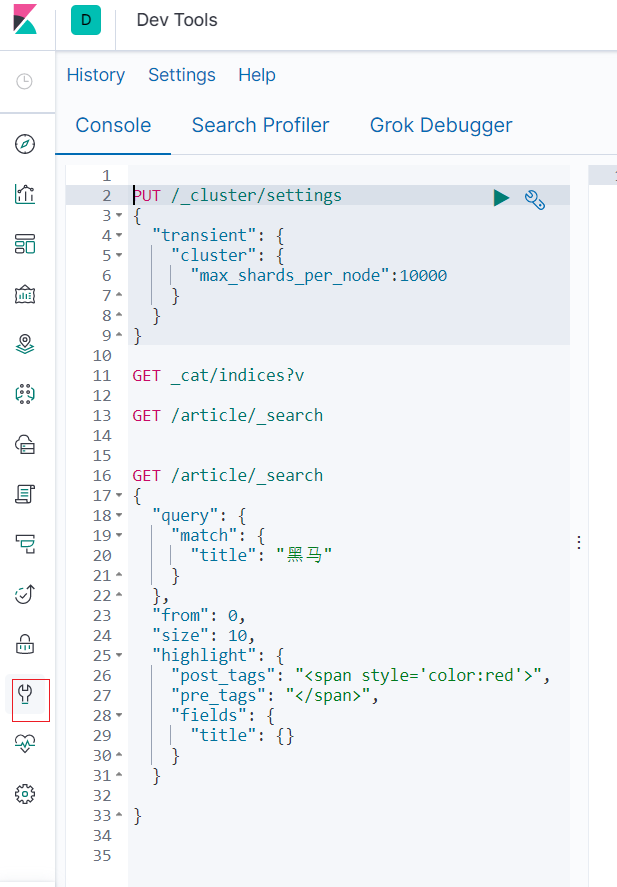 D Dev Tools
History Settings Help
Console Search Profiler Grok Debugger
1
2 PUT /_cluster/settings
3 {
4 "transient": {
5 "cluster": {
6 "max_shards_per_node":10000
7 }
8 }
9 }
10
11 GET _cat/indices?v
12
13 GET /article/_search
14
15
16 GET /article/_search
17 {
18 "query": {
19 "match": {
20 "title": "黑马"
21 }
22 },
23 "from": 0,
24 "size": 10,
25 "highlight": {
26 "post_tags": "<span style='color:red'>",
27 "pre_tags": "</span>",
28 "fields": {
29 "title": {}
30 }
31 }
32
33 }
34
35
1